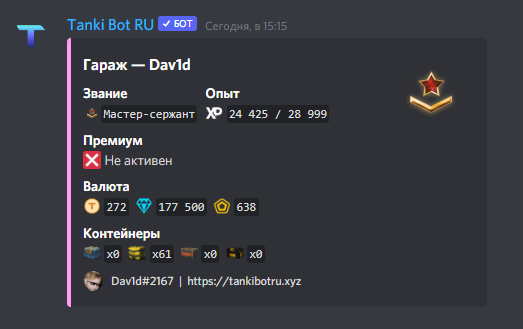 Tanki Bot RU ✓ БОТ Сегодня, в 15:15
Гараж — Dav1d
Звание Опыт
Мастер-сержант XP 24 425 / 28 999
Премиум
Не активен
Валюта
272 177 500 638
Контейнеры
x0 x61 x0 x0
Dav1d#2167 | https://tankibotru.xyz